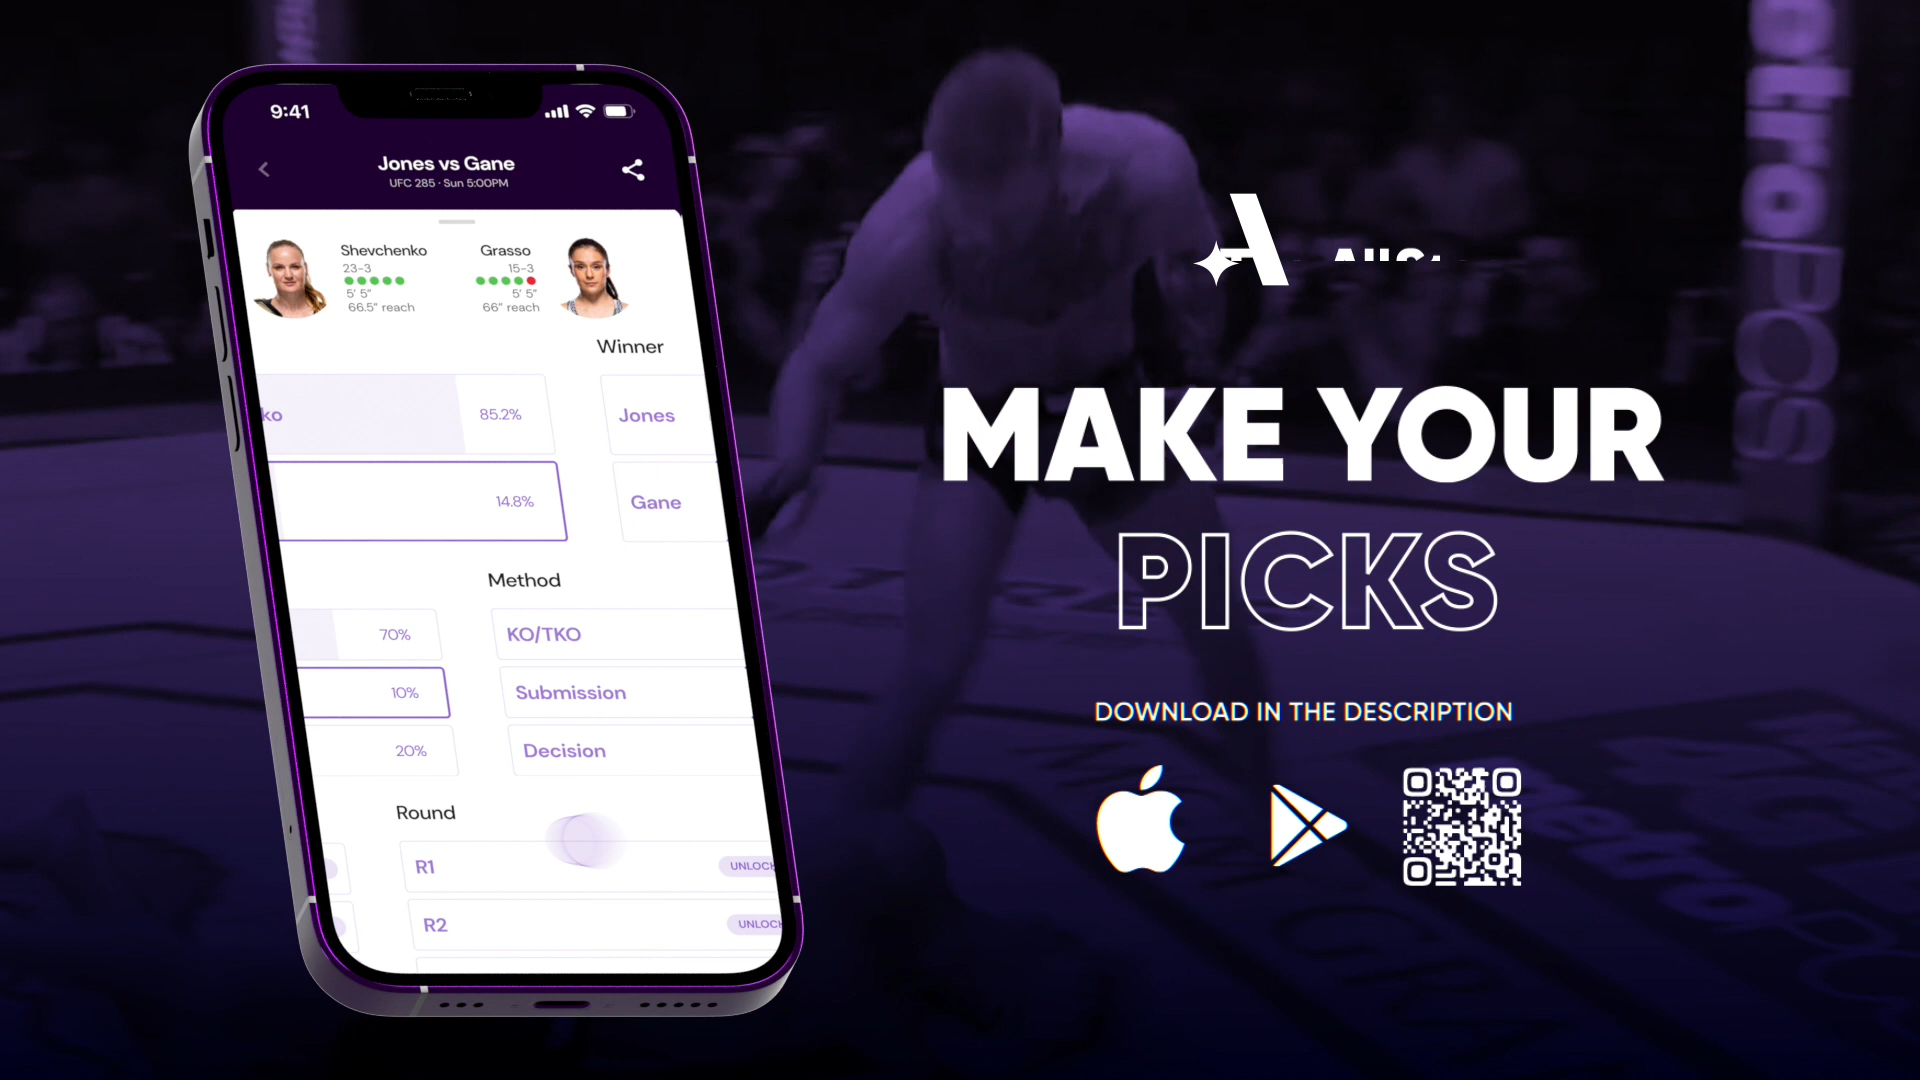 9:41
Jones vs Gane
UFC 285 · Sun 5:00PM
Shevchenko
23-3
5' 5"
66.5" reach
Grasso
15-3
5' 5"
66" reach
Winner
ko
85.2%
Jones
14.8%
Gane
Method
70%
KO/TKO
10%
Submission
20%
Decision
Round
R1
UNLOCK
R2
UNLOCK
MAKE YOUR
PICKS
DOWNLOAD IN THE DESCRIPTION